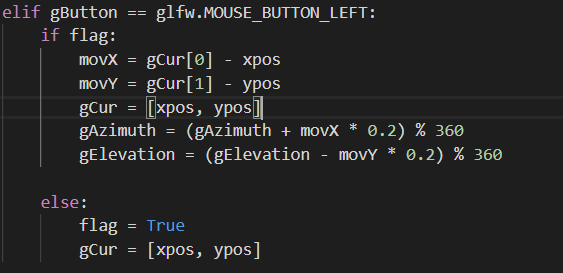 elif gButton == glfw.MOUSE_BUTTON_LEFT:
    if flag:
        movX = gCur[0] - xpos
        movY = gCur[1] - ypos
        gCur = [xpos, ypos]
        gAzimuth = (gAzimuth + movX * 0.2) % 360
        gElevation = (gElevation - movY * 0.2) % 360

    else:
        flag = True
        gCur = [xpos, ypos]